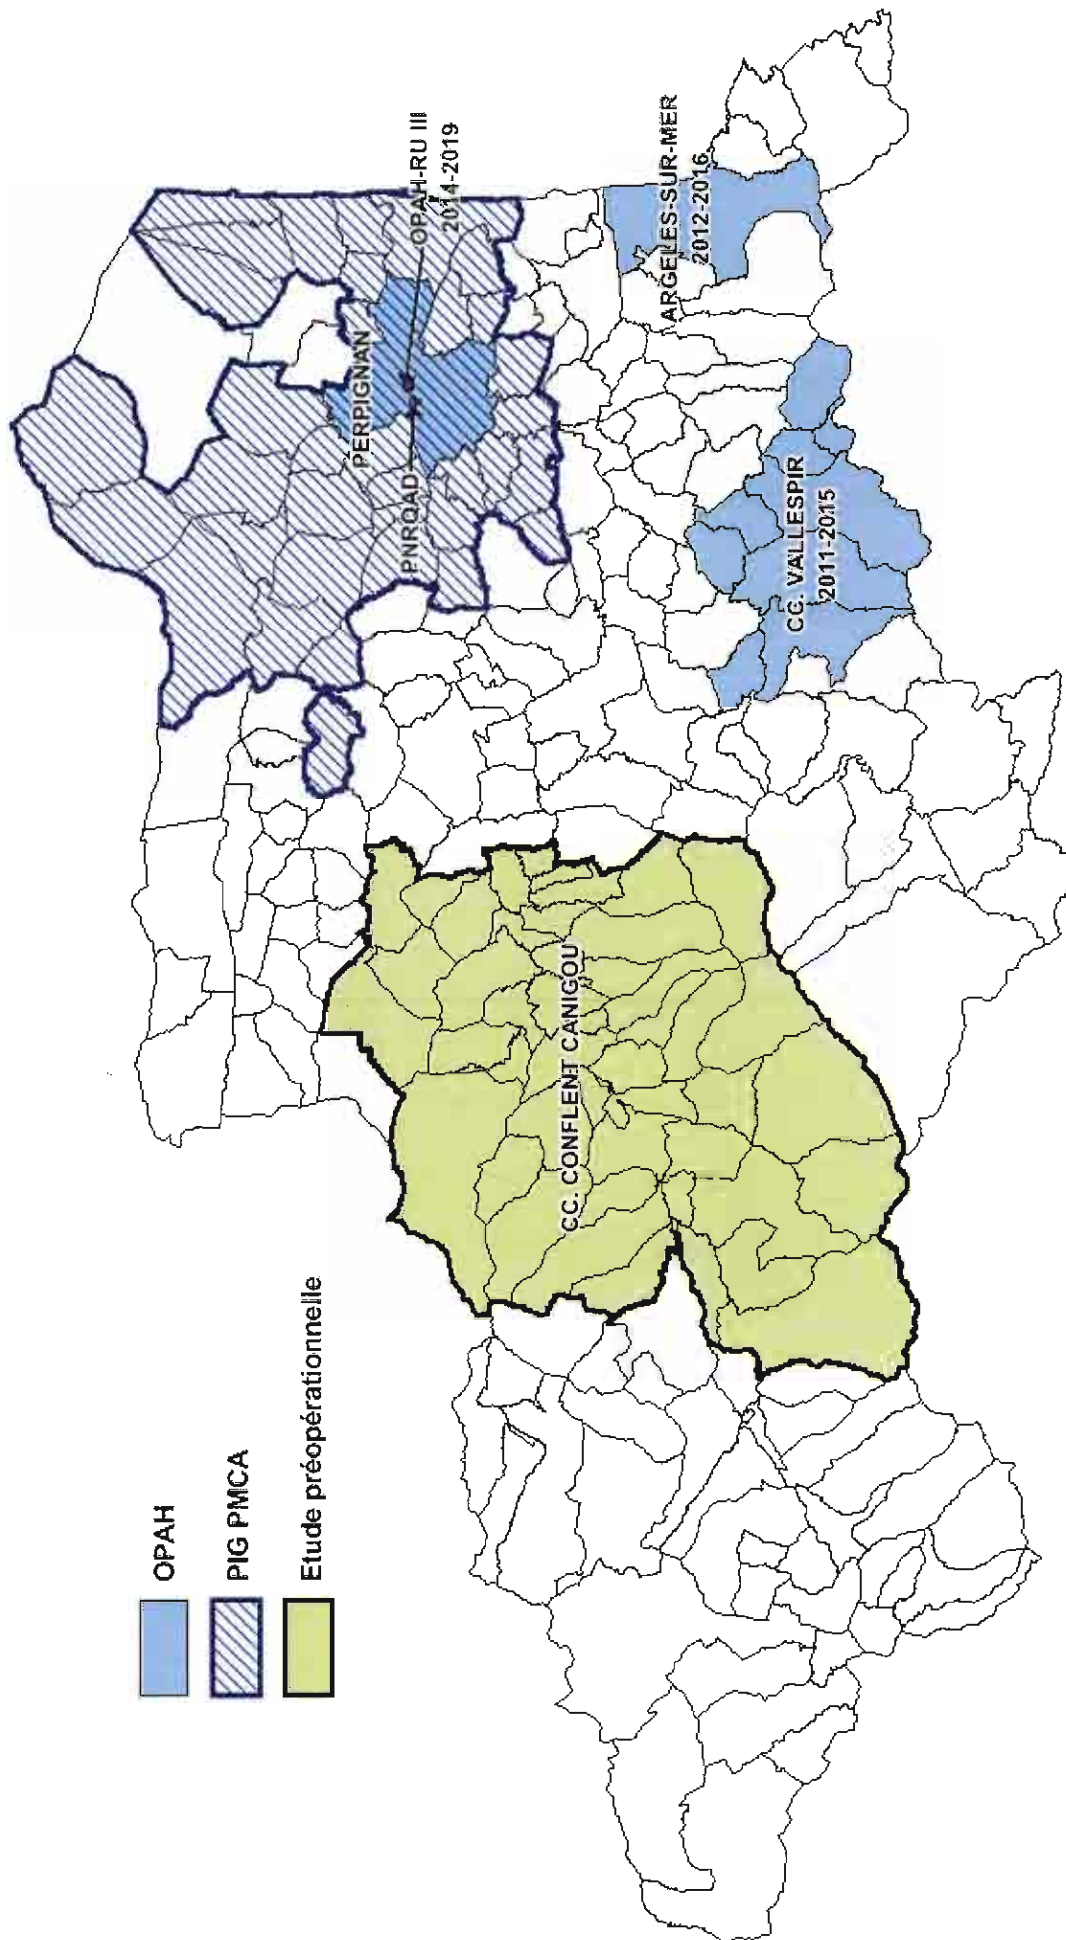 OPAH
PIG PMCA
Etude préopérationnelle
PERPIGNAN
PNRQAD
OPAH-RU III
2014-2019
ARGELES-SUR-MER
2012-2016
CC. VALLESPIR
2011-2015
CC. CONFLENT CANIGOU